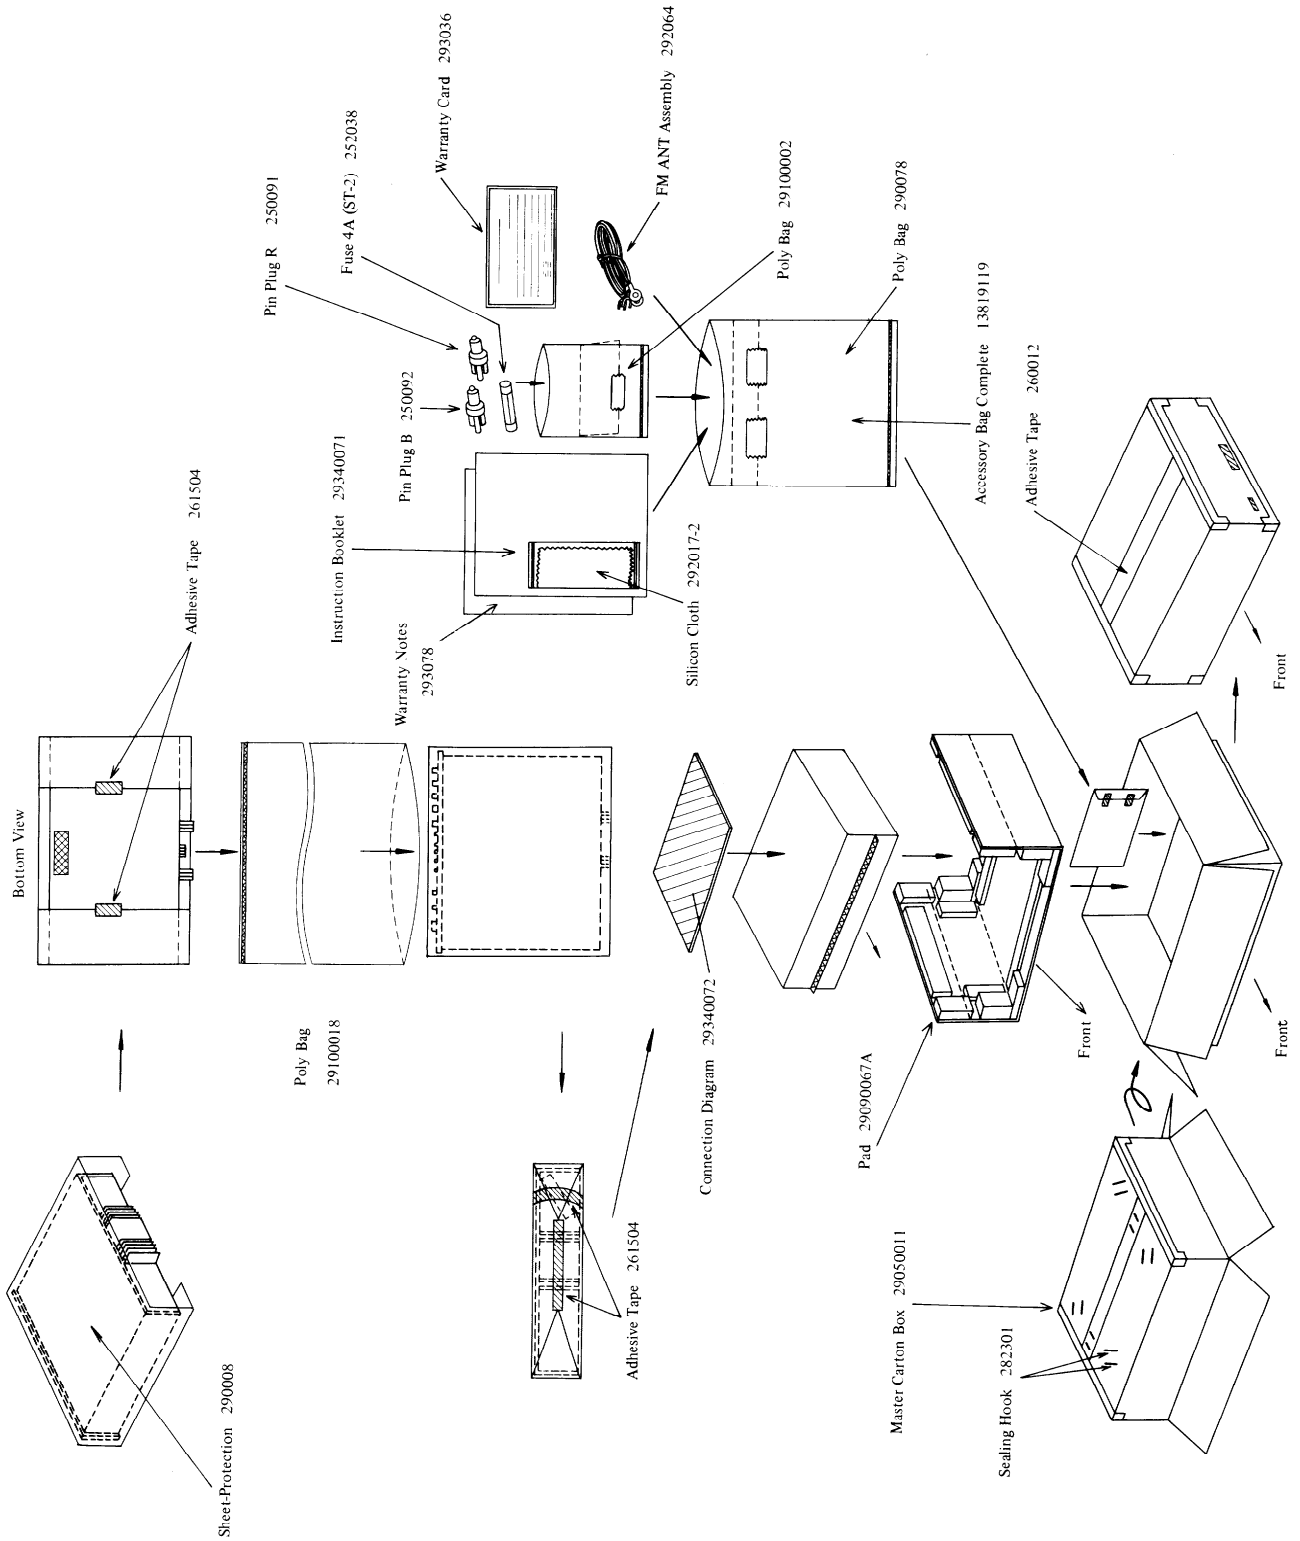 Sheet-Protection 290008
Bottom View
Adhesive Tape 261504
Poly Bag
29100018
Pin Plug R 250091
Fuse 4A (ST-2) 252038
Warranty Card 293036
FM ANT Assembly 292064
Pin Plug B 250092
Instruction Booklet 29340071
Warranty Notes
293078
Silicon Cloth 292017-2
Poly Bag 29100002
Poly Bag 290078
Accessory Bag Complete 13819119
Adhesive Tape 260012
Adhesive Tape 261504
Connection Diagram 29340072
Pad 29090067A
Front
Master Carton Box 29050011
Sealing Hook 282301
Front
Front